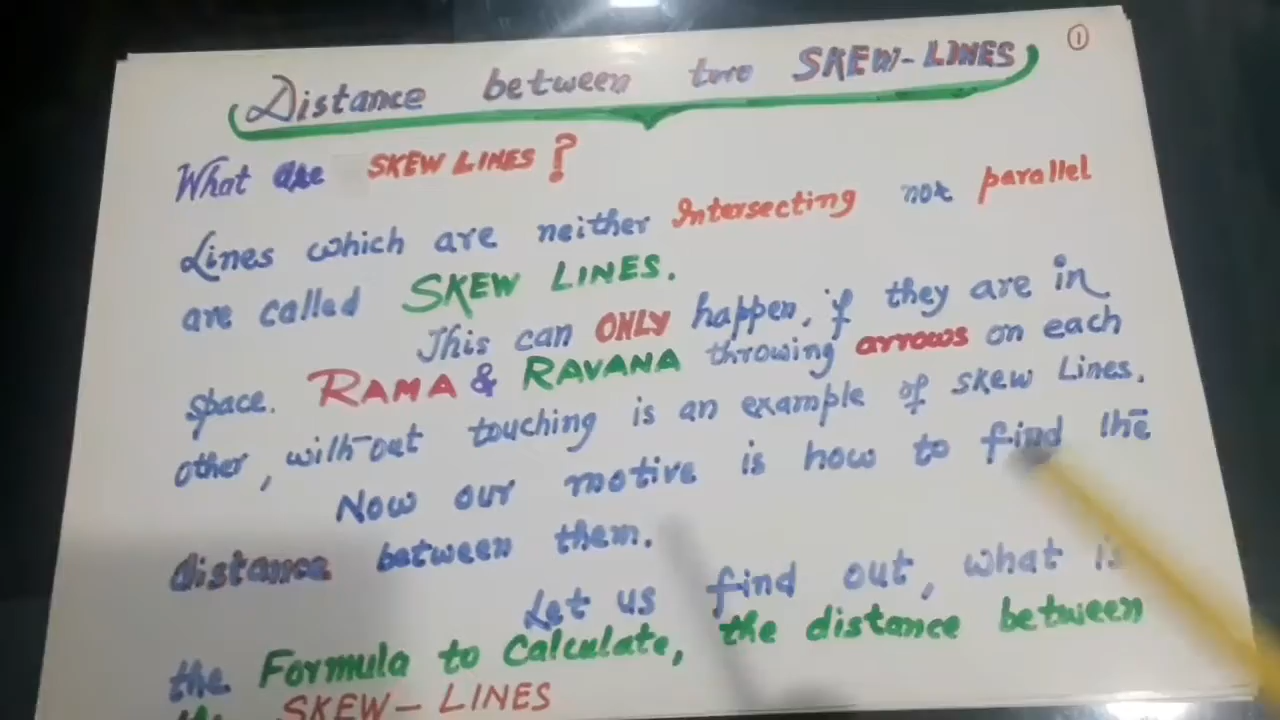 ①
Distance between two SKEW-LINES
What are SKEW LINES?
Lines which are neither Intersecting nor parallel
are called SKEW LINES.
This can ONLY happen, if they are in
space. RAMA & RAVANA throwing arrows on each
other, with-out touching is an example of skew Lines.
Now our motive is how to find the
distance between them.
Let us find out, what is
the Formula to Calculate, the distance between
SKEW-LINES